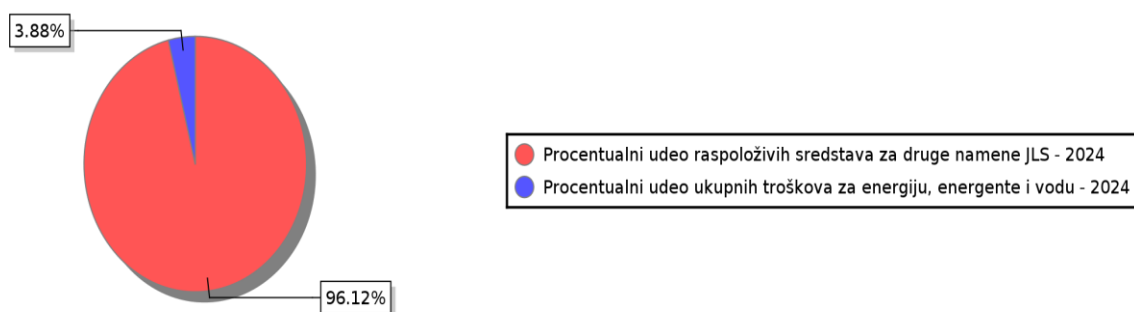 3.88%
Procentualni udeo raspoloživih sredstava za druge namene JLS - 2024
Procentualni udeo ukupnih troškova za energiju, energente i vodu - 2024
96.12%